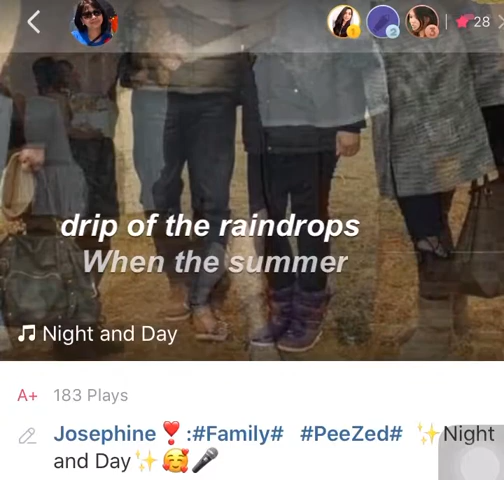 28
drip of the raindrops
When the summer
Night and Day
A+ 183 Plays
Josephine❣️:#Family# #PeeZed# ✨Night
and Day✨🥰🎤